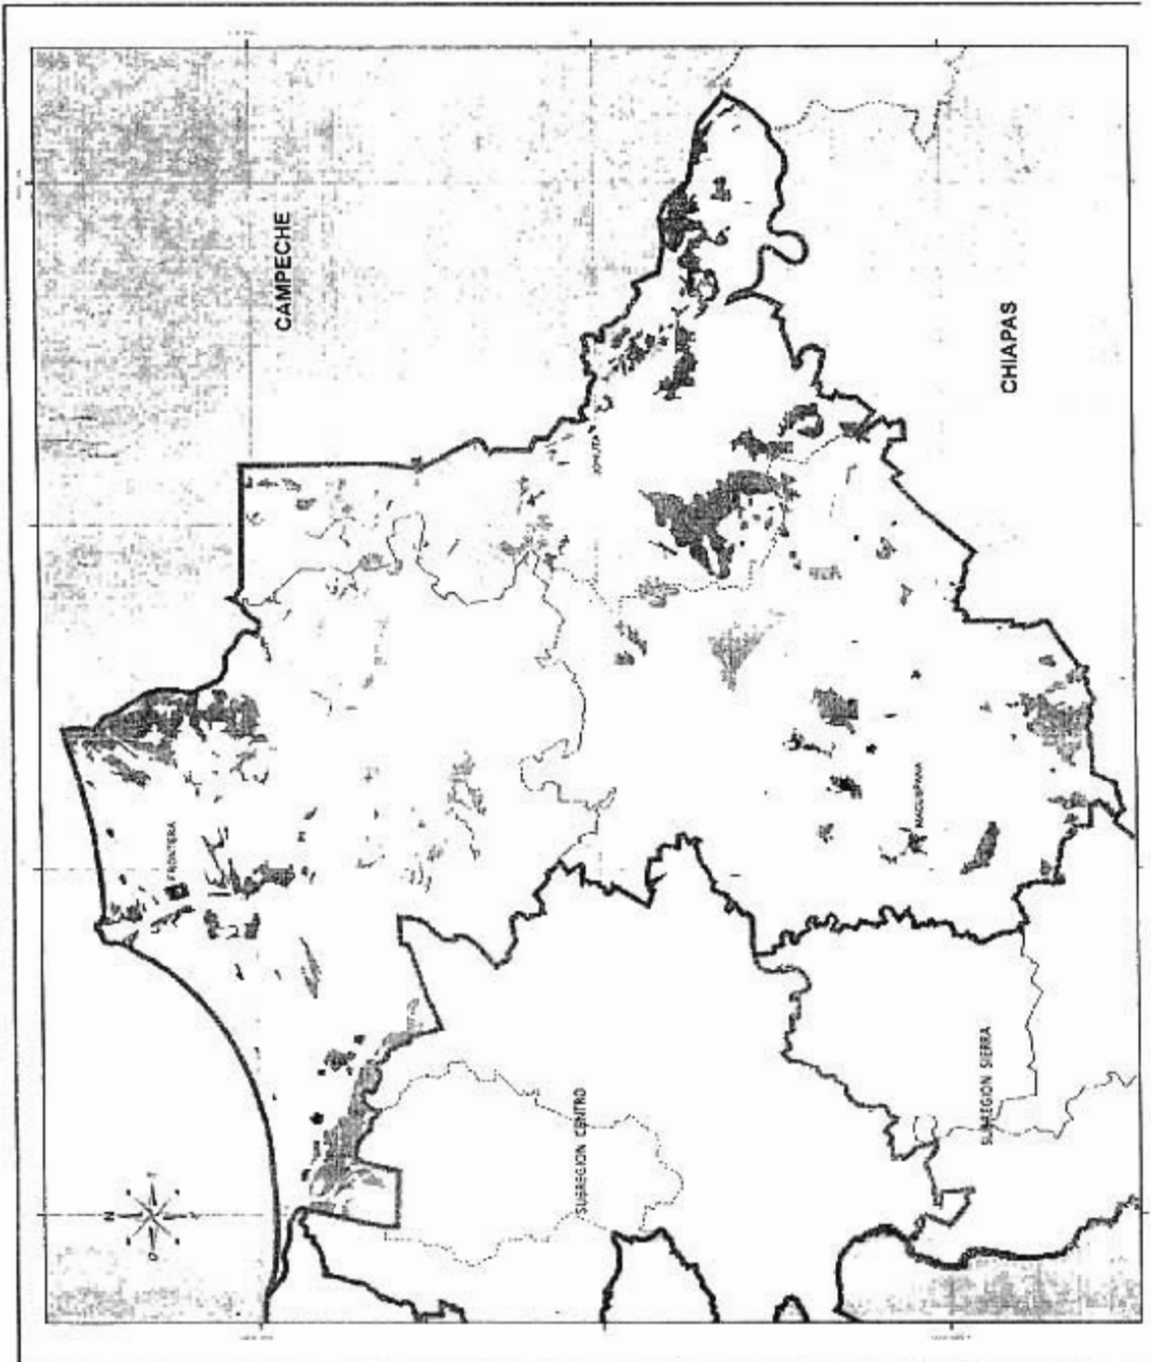 CAMPECHE
FRONTERA
JONUTA
CHIAPAS
MACUSPANA
SUBREGION CENTRO
SUBREGION SIERRA
N
O